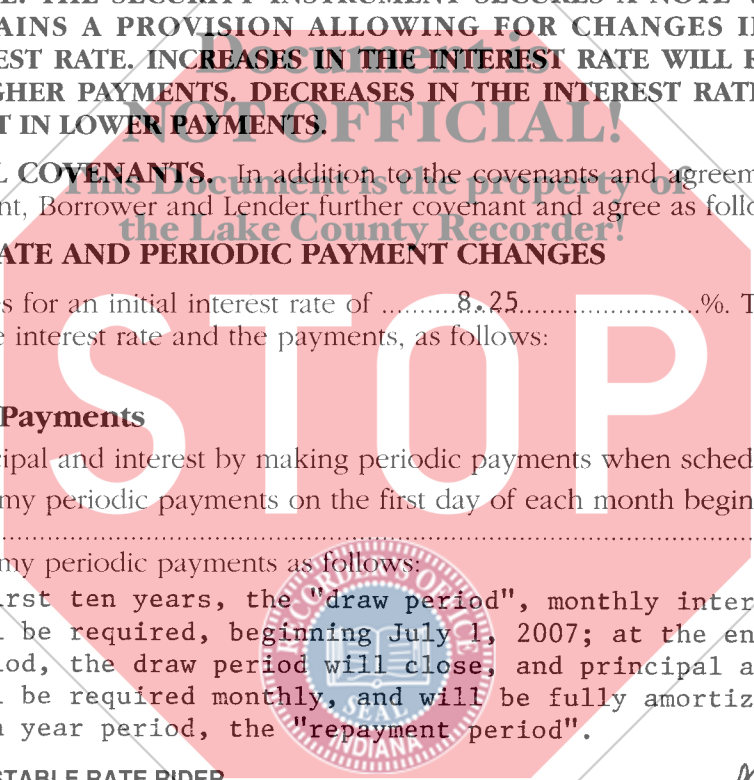 E. THE SECURITY INSTRUMENT SECURES A NOTE
AINS A PROVISION ALLOWING FOR CHANGES I
EST RATE. INCREASES IN THE INTEREST RATE WILL
GHER PAYMENTS. DECREASES IN THE INTEREST RAT
T IN LOWER PAYMENTS.
Document is
NOT OFFICIAL!
This Document is the property of
the Lake County Recorder!
L COVENANTS. In addition to the covenants and agreem
nt, Borrower and Lender further covenant and agree as follo
ATE AND PERIODIC PAYMENT CHANGES
es for an initial interest rate of ..........8.25........................%. T
e interest rate and the payments, as follows:
STOP
Payments
cipal and interest by making periodic payments when sched
my periodic payments on the first day of each month begin
my periodic payments as follows:
irst ten years, the "draw period", monthly inter
l be required, beginning July 1, 2007; at the en
iod, the draw period will close, and principal a
l be required monthly, and will be fully amortiz
n year period, the "repayment period".
RECORDER'S OFFICE
SEAL
INDIANA
STABLE RATE RIDER